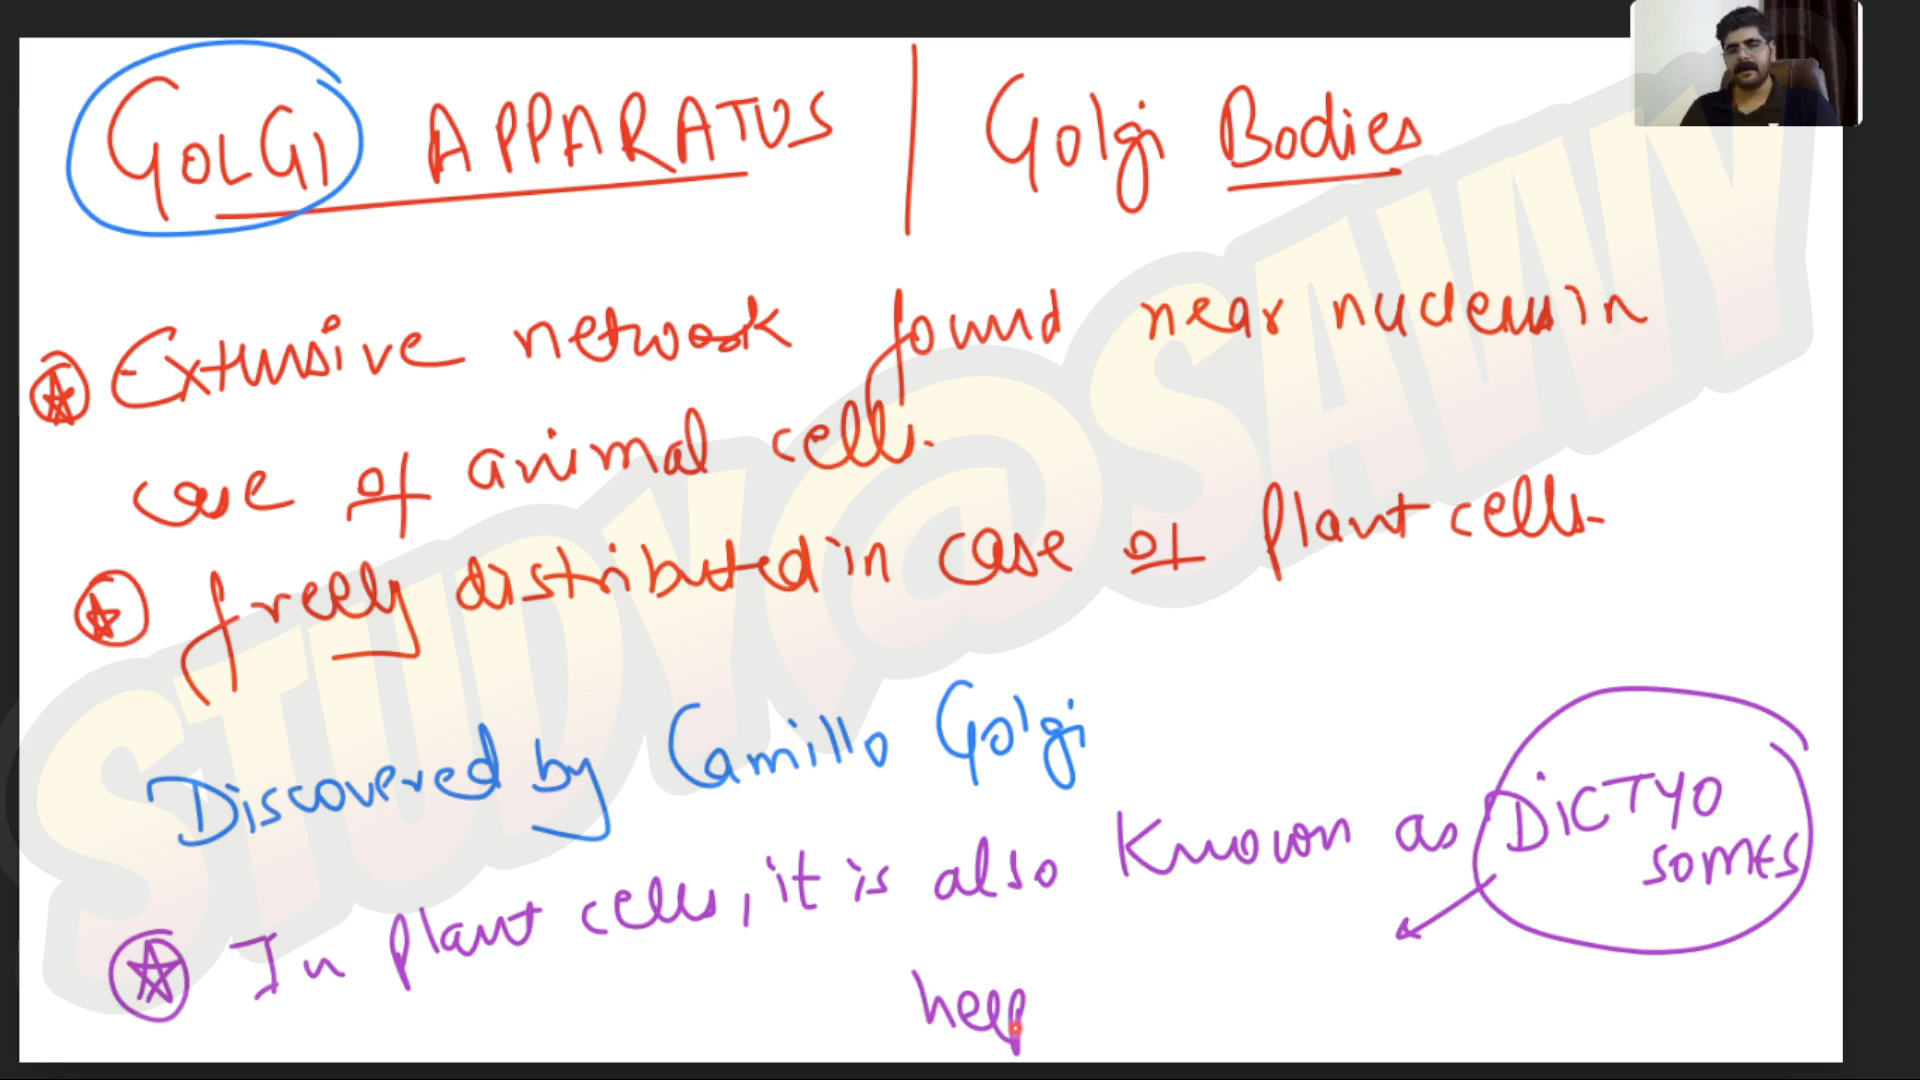 GOLGI APPARATUS | Golgi Bodies
Extensive network found near nucleus in
case of animal cells.
freely distributed in case of plant cells.
Discovered by Camillo Golgi
In plant cells, it is also known as DICTYO
SOMES
help
STUDY@SAVVY